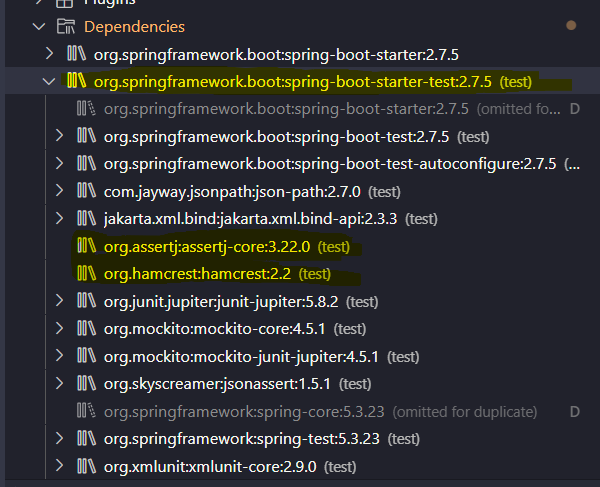 Plugins
Dependencies
org.springframework.boot:spring-boot-starter:2.7.5
org.springframework.boot:spring-boot-starter-test:2.7.5 (test)
org.springframework.boot:spring-boot-starter:2.7.5 (omitted fo... D
org.springframework.boot:spring-boot-test:2.7.5 (test)
org.springframework.boot:spring-boot-test-autoconfigure:2.7.5 (...
com.jayway.jsonpath:json-path:2.7.0 (test)
jakarta.xml.bind:jakarta.xml.bind-api:2.3.3 (test)
org.assertj:assertj-core:3.22.0 (test)
org.hamcrest:hamcrest:2.2 (test)
org.junit.jupiter:junit-jupiter:5.8.2 (test)
org.mockito:mockito-core:4.5.1 (test)
org.mockito:mockito-junit-jupiter:4.5.1 (test)
org.skyscreamer:jsonassert:1.5.1 (test)
org.springframework:spring-core:5.3.23 (omitted for duplicate) D
org.springframework:spring-test:5.3.23 (test)
org.xmlunit:xmlunit-core:2.9.0 (test)